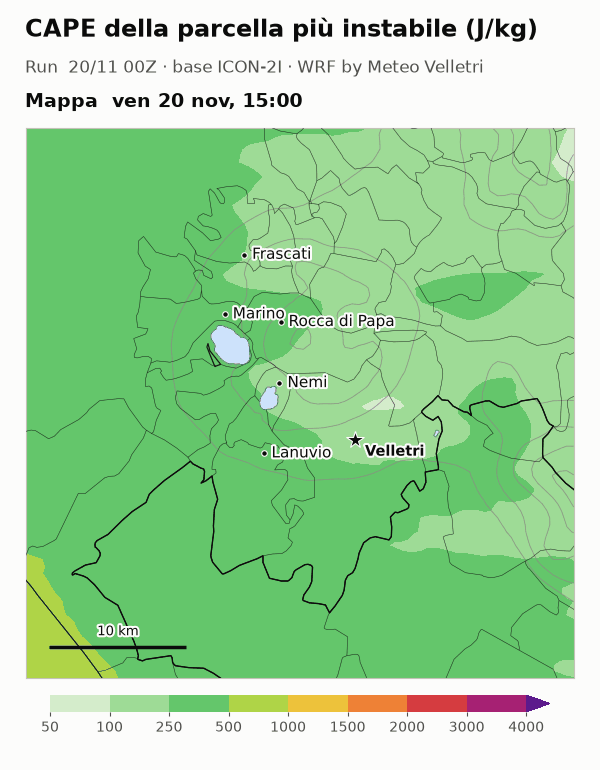 CAPE della parcella più instabile (J/kg)
Run 20/11 00Z · base ICON-2I · WRF by Meteo Velletri
Mappa ven 20 nov, 15:00
Frascati
Marino
Rocca di Papa
Nemi
Velletri
Lanuvio
10 km
50 100 250 500 1000 1500 2000 3000 4000